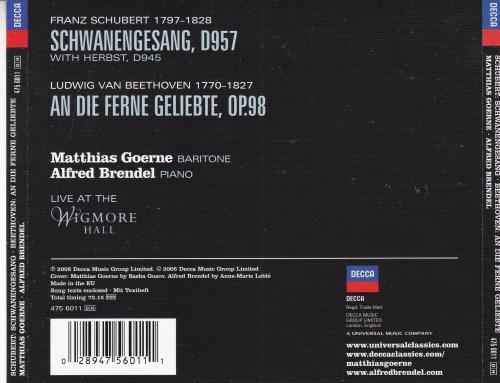 DECCA
475 6011
SCHUBERT: SCHWANENGESANG · BEETHOVEN: AN DIE FERNE GELIEBTE
MATTHIAS GOERNE · ALFRED BRENDEL
FRANZ SCHUBERT 1797–1828
SCHWANENGESANG, D957
WITH HERBST, D945
LUDWIG VAN BEETHOVEN 1770–1827
AN DIE FERNE GELIEBTE, OP.98
Matthias Goerne BARITONE
Alfred Brendel PIANO
LIVE AT THE
WIGMORE
HALL
℗ 2005 Decca Music Group Limited. © 2005 Decca Music Group Limited.
Cover: Matthias Goerne by Sasha Gusov. Alfred Brendel by Anne-Marie Leblé
Made in the EU
Sung texts enclosed · Mit Textheft
Total timing 72.15 DDD
475 6011
0 28947 56011 1
DECCA
Regd. Trade Mark
DECCA MUSIC
GROUP LIMITED
London, England
A UNIVERSAL MUSIC COMPANY
www.universalclassics.com
www.deccaclassics.com/
matthiasgoerne
www.alfredbrendel.com
DECCA
475 6011
SCHUBERT: SCHWANENGESANG · BEETHOVEN: AN DIE FERNE GELIEBTE
MATTHIAS GOERNE · ALFRED BRENDEL